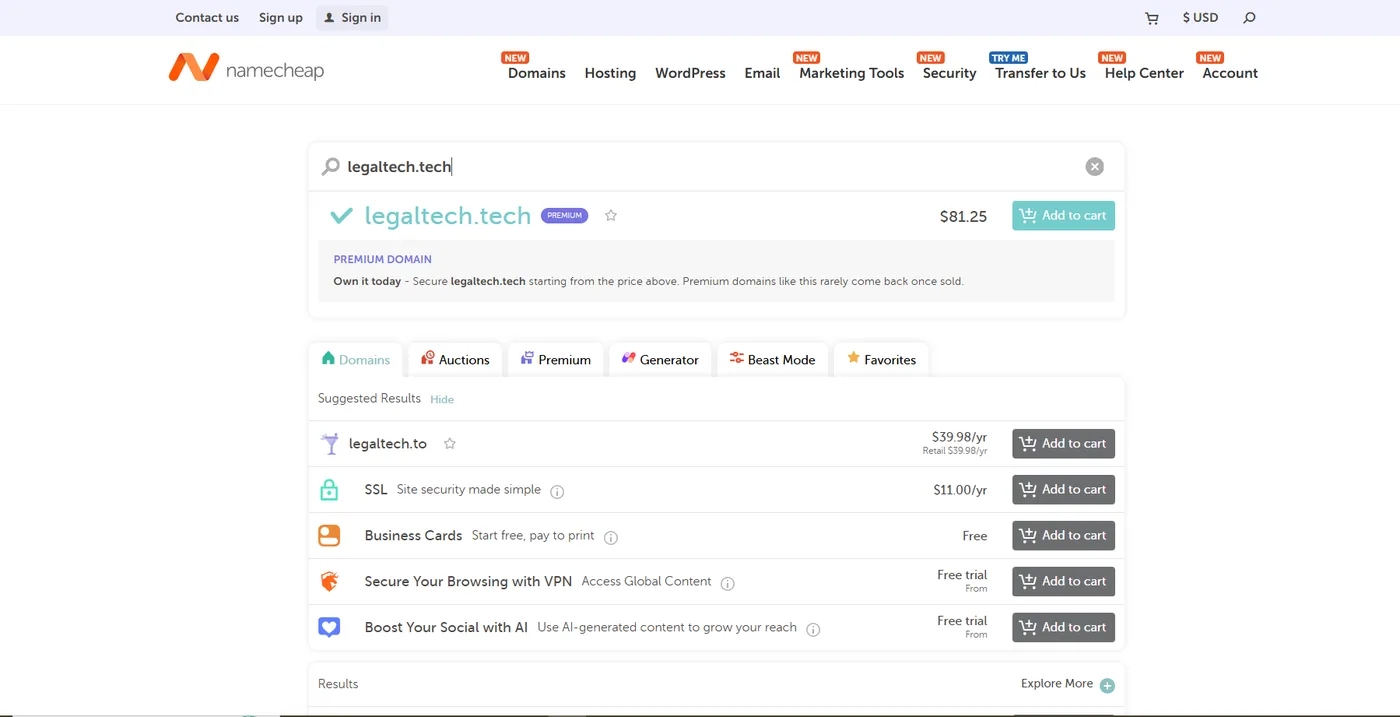 Contact us Sign up Sign in $ USD
namecheap
NEW NEW NEW TRY ME NEW NEW
Domains Hosting WordPress Email Marketing Tools Security Transfer to Us Help Center Account
legaltech.tech
legaltech.tech PREMIUM $81.25 Add to cart
PREMIUM DOMAIN
Own it today - Secure legaltech.tech starting from the price above. Premium domains like this rarely come back once sold.
Domains Auctions Premium Generator Beast Mode Favorites
Suggested Results Hide
legaltech.to $39.98/yr Add to cart
Retail $39.98/yr
SSL Site security made simple $11.00/yr Add to cart
Business Cards Start free, pay to print Free Add to cart
Secure Your Browsing with VPN Access Global Content Free trial Add to cart
From
Boost Your Social with AI Use AI-generated content to grow your reach Free trial Add to cart
From
Results Explore More